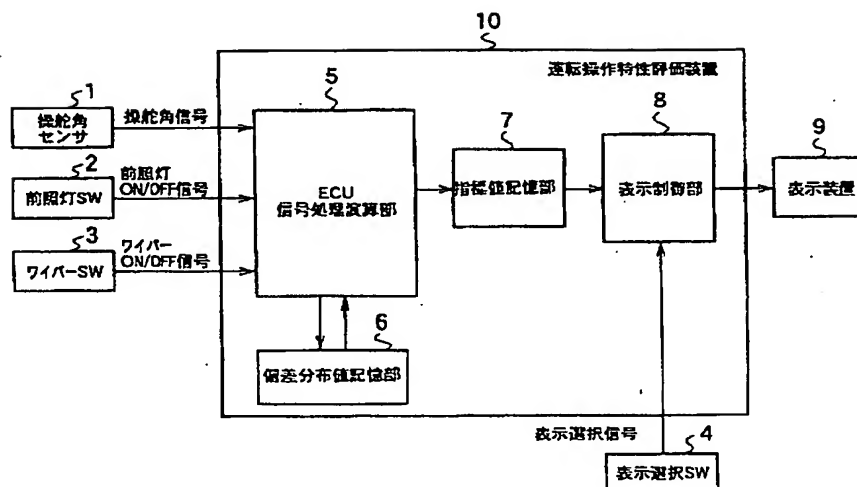 10
運転操作特性評価装置
1
操舵角
センサ
操舵角信号
2
前照灯SW
前照灯
ON/OFF信号
3
ワイパーSW
ワイパー
ON/OFF信号
5
ECU
信号処理演算部
6
偏差分布値記憶部
7
指標値記憶部
8
表示制御部
9
表示装置
表示選択信号
4
表示選択SW